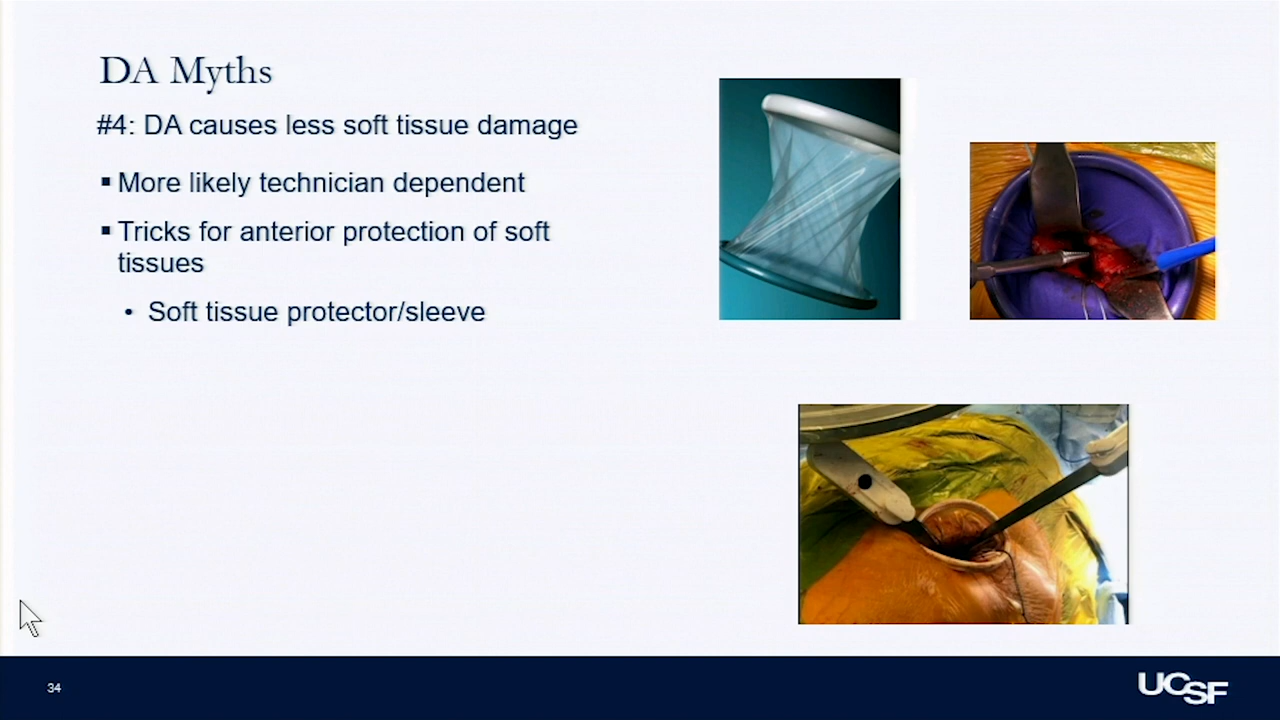 DA Myths
#4: DA causes less soft tissue damage
▪ More likely technician dependent
▪ Tricks for anterior protection of soft
tissues
• Soft tissue protector/sleeve
34
UCSF